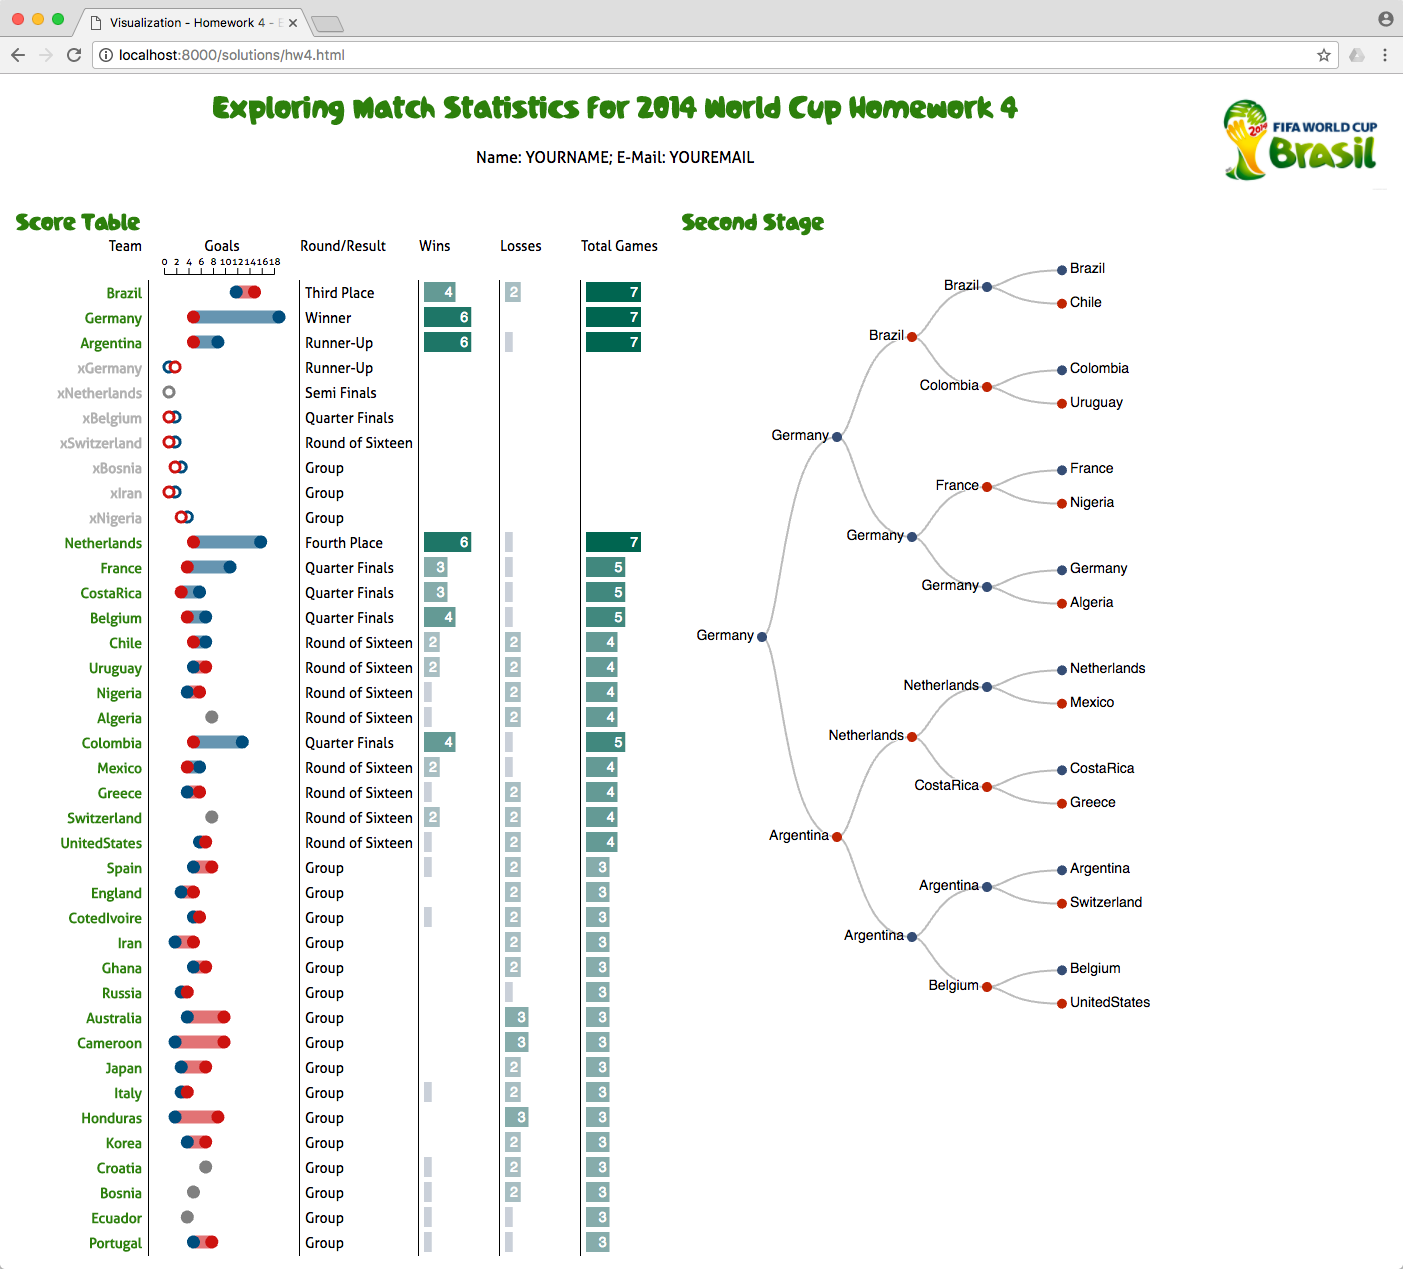 Visualization - Homework 4 -
localhost:8000/solutions/hw4.html
Exploring Match Statistics for 2014 World Cup Homework 4
Name: YOURNAME; E-Mail: YOUREMAIL
2014
FIFA WORLD CUP
Brasil
Score Table
Team Goals Round/Result Wins Losses Total Games
0 2 4 6 8 10 12 14 16 18
Brazil Third Place 4 2 7
Germany Winner 6 7
Argentina Runner-Up 6 7
xGermany Runner-Up
xNetherlands Semi Finals
xBelgium Quarter Finals
xSwitzerland Round of Sixteen
xBosnia Group
xIran Group
xNigeria Group
Netherlands Fourth Place 6 7
France Quarter Finals 3 5
CostaRica Quarter Finals 3 5
Belgium Quarter Finals 4 5
Chile Round of Sixteen 2 2 4
Uruguay Round of Sixteen 2 2 4
Nigeria Round of Sixteen 2 4
Algeria Round of Sixteen 2 4
Colombia Quarter Finals 4 5
Mexico Round of Sixteen 2 4
Greece Round of Sixteen 2 4
Switzerland Round of Sixteen 2 2 4
UnitedStates Round of Sixteen 2 4
Spain Group 2 3
England Group 2 3
CotedIvoire Group 2 3
Iran Group 2 3
Ghana Group 2 3
Russia Group 3
Australia Group 3 3
Cameroon Group 3 3
Japan Group 2 3
Italy Group 2 3
Honduras Group 3 3
Korea Group 2 3
Croatia Group 2 3
Bosnia Group 2 3
Ecuador Group 3
Portugal Group 3
Second Stage
Brazil
Brazil
Chile
Brazil
Colombia
Colombia
Uruguay
Germany
France
France
Nigeria
Germany
Germany
Germany
Algeria
Germany
Netherlands
Netherlands
Mexico
Netherlands
CostaRica
CostaRica
Greece
Argentina
Argentina
Argentina
Switzerland
Argentina
Belgium
Belgium
UnitedStates